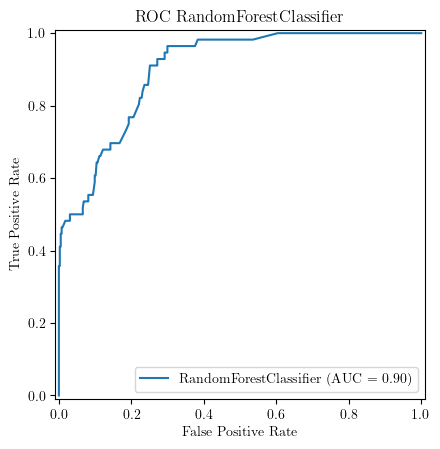 ROC RandomForestClassifier
1.0
0.8
0.6
0.4
0.2
0.0
True Positive Rate
RandomForestClassifier (AUC = 0.90)
0.0 0.2 0.4 0.6 0.8 1.0
False Positive Rate